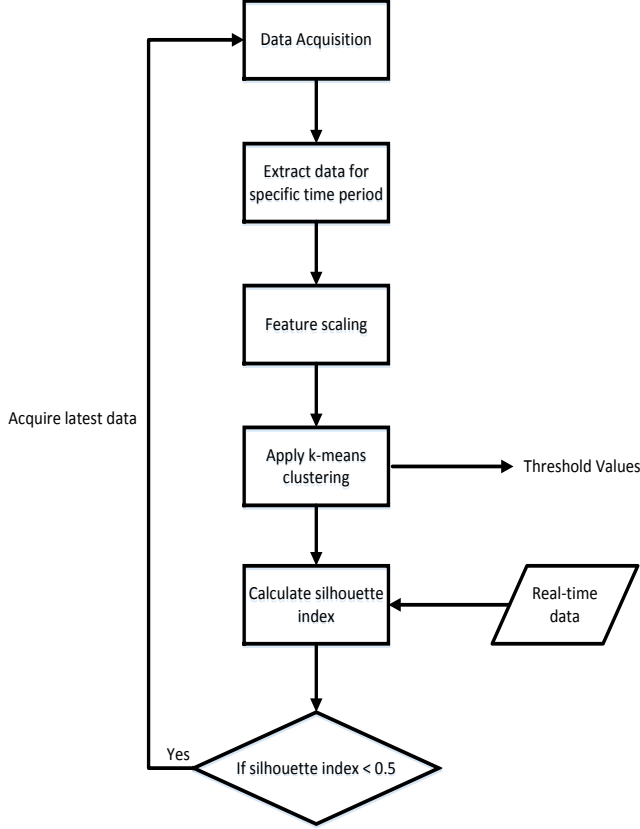 Data Acquisition
Extract data for
specific time period
Feature scaling
Acquire latest data
Apply k-means
clustering
Threshold Values
Calculate silhouette
index
Real-time
data
Yes
If silhouette index < 0.5